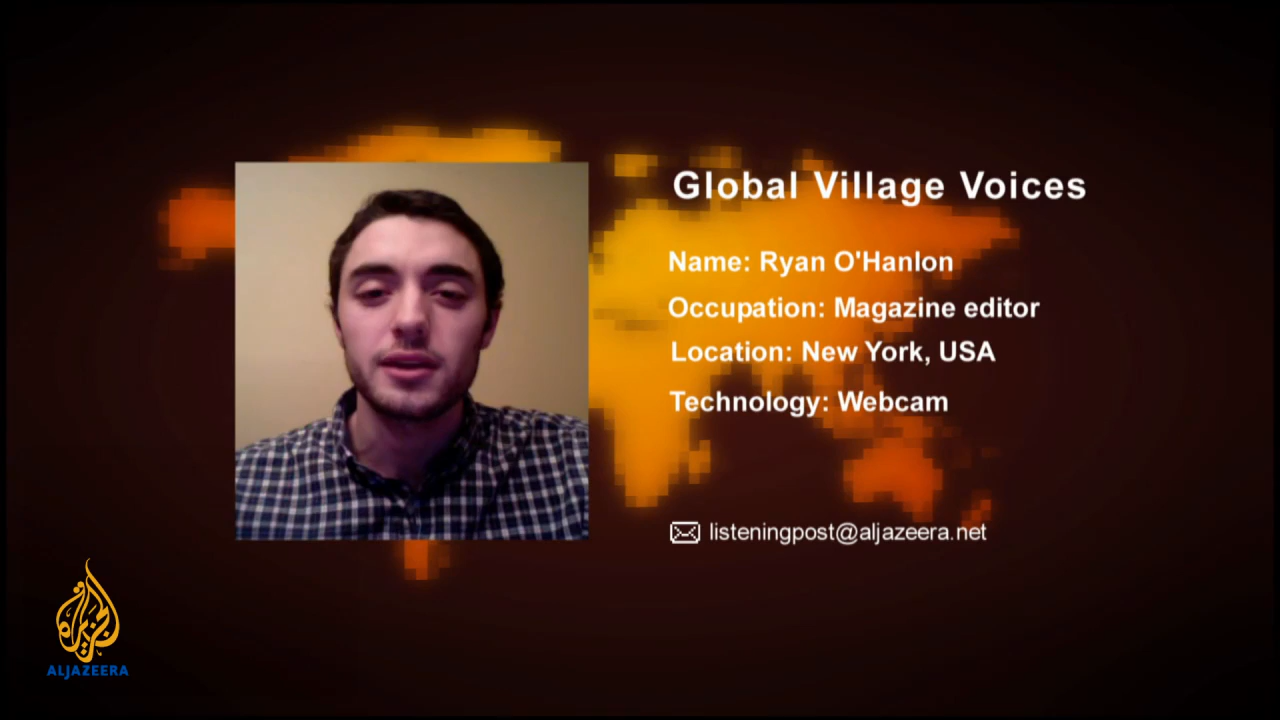 Global Village Voices
Name: Ryan O'Hanlon
Occupation: Magazine editor
Location: New York, USA
Technology: Webcam
listeningpost@aljazeera.net
الجزيرة
ALJAZEERA